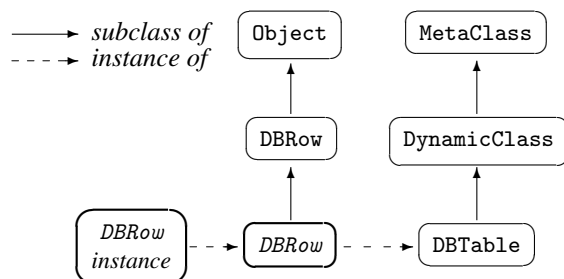 subclass of
instance of
Object
MetaClass
DBRow
DynamicClass
DBRow
instance
DBRow
DBTable